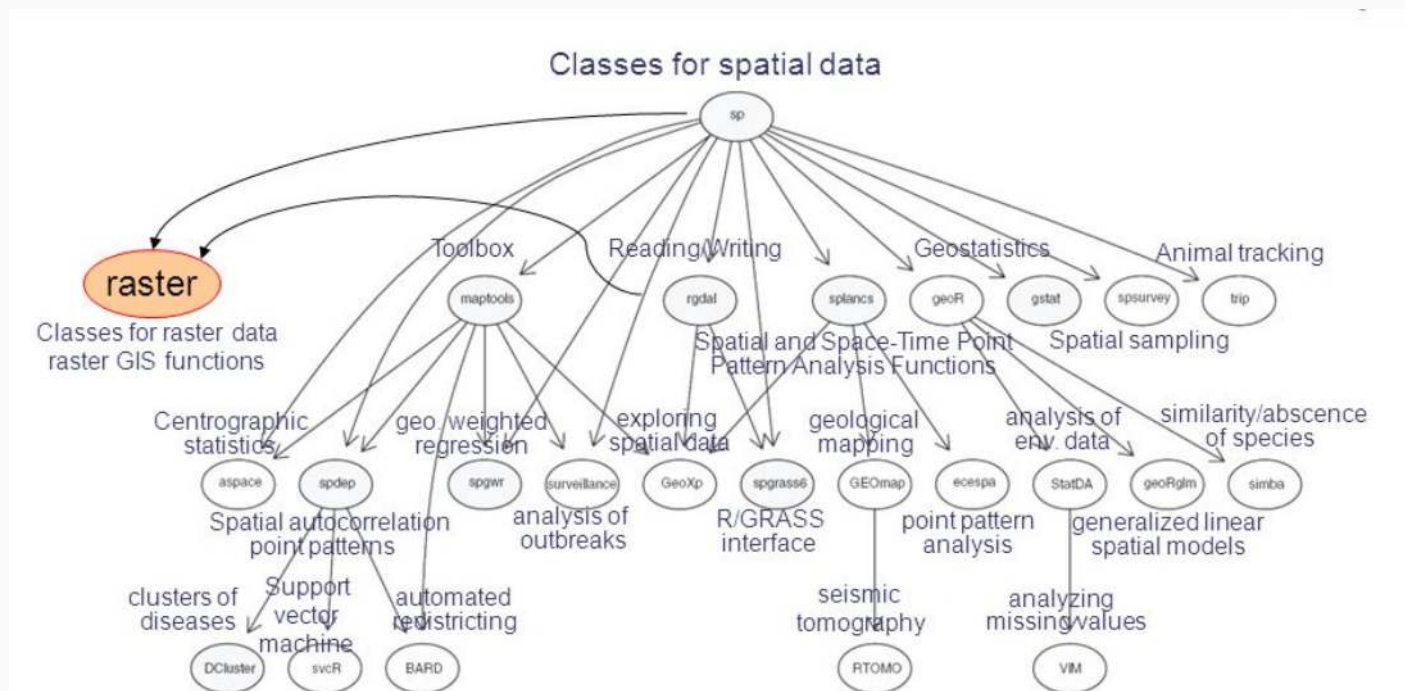 Classes for spatial data
sp
Toolbox
Reading/Writing
Geostatistics
Animal tracking
raster
maptools
rgdal
splancs
geoR
gstat
spsurvey
trip
Classes for raster data
raster GIS functions
Spatial and Space-Time Point
Pattern Analysis Functions
Spatial sampling
Centrographic
statistics
geo. weighted
regression
exploring
spatial data
geological
mapping
analysis of
env. data
similarity/abscence
of species
aspace
spdep
spgwr
surveillance
GeoXp
spgrass6
GEOmap
ecespa
StatDA
geoRglm
simba
Spatial autocorrelation
point patterns
analysis of
outbreaks
R/GRASS
interface
point pattern
analysis
generalized linear
spatial models
clusters of
diseases
Support
vector
machine
automated
redistricting
seismic
tomography
analyzing
missing values
DCluster
svcR
BARD
RTOMO
VIM